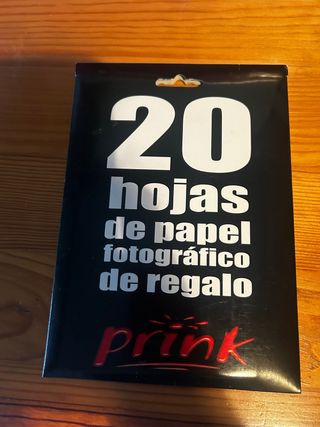 20
hojas
de papel
fotográfico
de regalo
prink